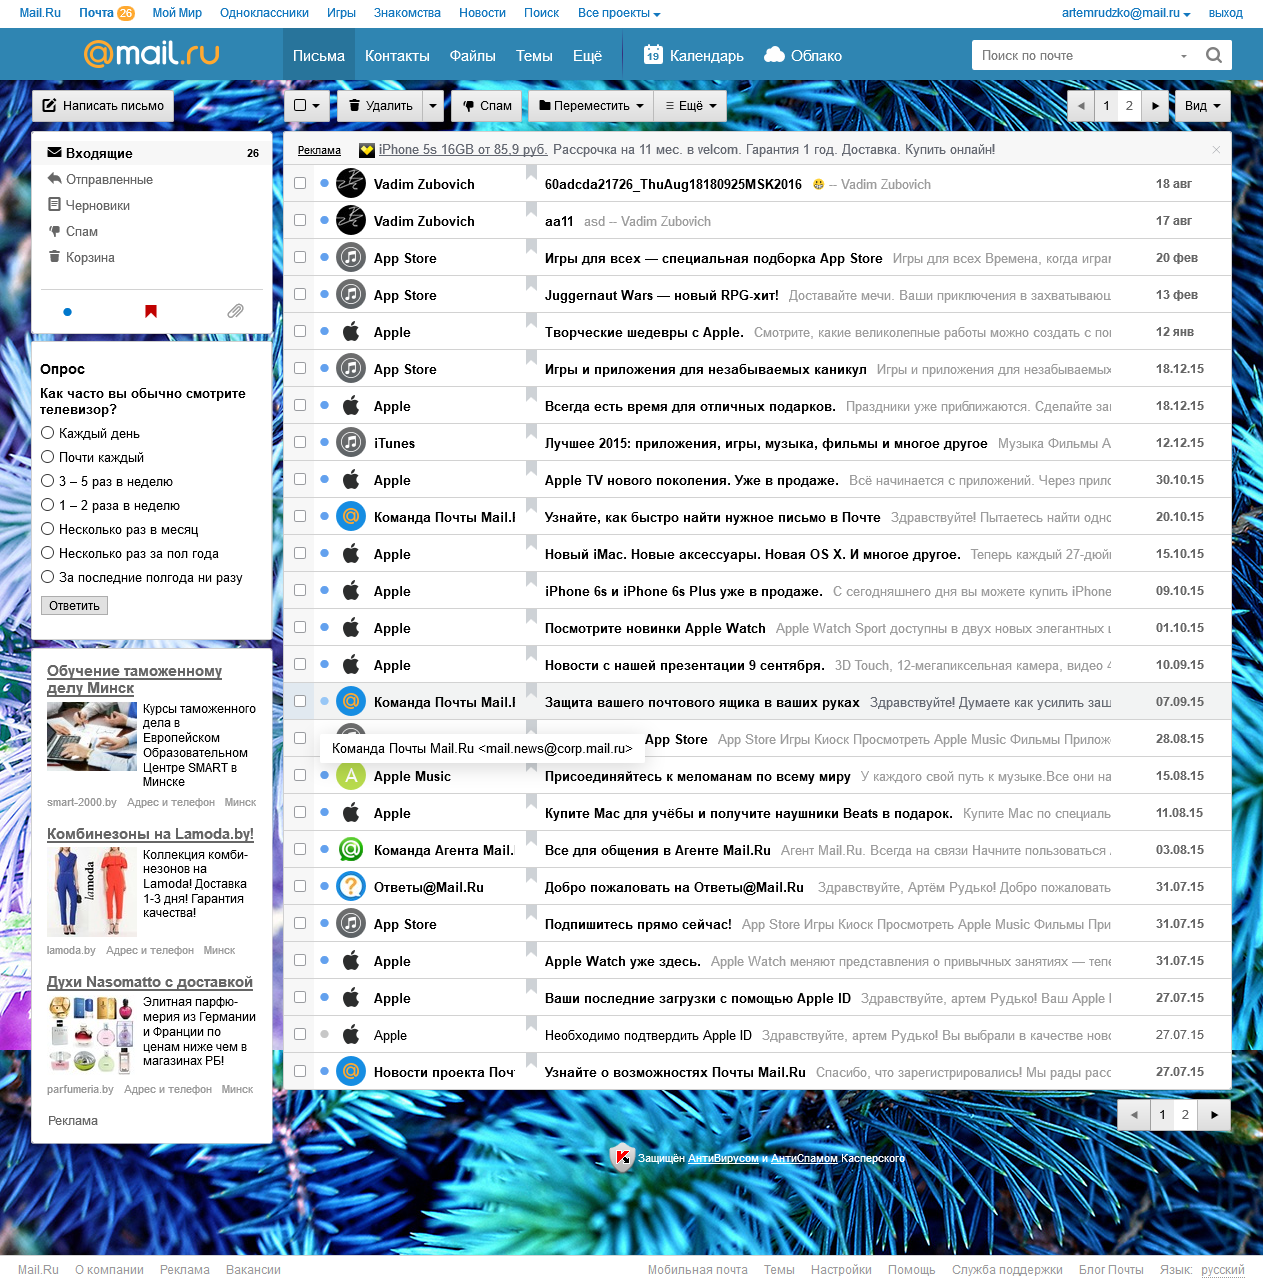 Mail.Ru Почта 26 Мой Мир Одноклассники Игры Знакомства Новости Поиск Все проекты artemrudzko@mail.ru выход
@mail.ru Письма Контакты Файлы Темы Ещё 19 Календарь Облако Поиск по почте
Написать письмо Удалить Спам Переместить Ещё 1 2 Вид
Входящие 26
Отправленные
Черновики
Спам
Корзина
Опрос
Как часто вы обычно смотрите
телевизор?
Каждый день
Почти каждый
3 – 5 раз в неделю
1 – 2 раза в неделю
Несколько раз в месяц
Несколько раз за пол года
За последние полгода ни разу
Ответить
Обучение таможенному
делу Минск
Курсы таможенного
дела в
Европейском
Образовательном
Центре SMART в
Минске
smart-2000.by Адрес и телефон Минск
Комбинезоны на Lamoda.by!
lamoda
Коллекция комби-
незонов на
Lamoda! Доставка
1-3 дня! Гарантия
качества!
lamoda.by Адрес и телефон Минск
Духи Nasomatto с доставкой
Элитная парфю-
мерия из Германии
и Франции по
ценам ниже чем в
магазинах РБ!
parfumeria.by Адрес и телефон Минск
Реклама
Реклама iPhone 5s 16GB от 85,9 руб. Рассрочка на 11 мес. в velcom. Гарантия 1 год. Доставка. Купить онлайн!
Vadim Zubovich 60adcda21726_ThuAug18180925MSK2016 -- Vadim Zubovich 18 авг
Vadim Zubovich aa11 asd -- Vadim Zubovich 17 авг
App Store Игры для всех — специальная подборка App Store Игры для всех Времена, когда играм 20 фев
App Store Juggernaut Wars — новый RPG-хит! Доставайте мечи. Ваши приключения в захватывающ 13 фев
Apple Творческие шедевры с Apple. Смотрите, какие великолепные работы можно создать с по 12 янв
App Store Игры и приложения для незабываемых каникул Игры и приложения для незабываемых 18.12.15
Apple Всегда есть время для отличных подарков. Праздники уже приближаются. Сделайте за 18.12.15
iTunes Лучшее 2015: приложения, игры, музыка, фильмы и многое другое Музыка Фильмы A 12.12.15
Apple Apple TV нового поколения. Уже в продаже. Всё начинается с приложений. Через прило 30.10.15
Команда Почты Mail.R Узнайте, как быстро найти нужное письмо в Почте Здравствуйте! Пытаетесь найти одно 20.10.15
Apple Новый iMac. Новые аксессуары. Новая OS X. И многое другое. Теперь каждый 27-дюй 15.10.15
Apple iPhone 6s и iPhone 6s Plus уже в продаже. С сегодняшнего дня вы можете купить iPhone 09.10.15
Apple Посмотрите новинки Apple Watch Apple Watch Sport доступны в двух новых элегантных ц 01.10.15
Apple Новости с нашей презентации 9 сентября. 3D Touch, 12-мегапиксельная камера, видео 4 10.09.15
Команда Почты Mail.R Защита вашего почтового ящика в ваших руках Здравствуйте! Думаете как усилить защ 07.09.15
App Store App Store Игры Киоск Просмотреть Apple Music Фильмы Прилож 28.08.15
Команда Почты Mail.Ru <mail.news@corp.mail.ru>
A Apple Music Присоединяйтесь к меломанам по всему миру У каждого свой путь к музыке.Все они на 15.08.15
Apple Купите Mac для учёбы и получите наушники Beats в подарок. Купите Mac по специаль 11.08.15
Команда Агента Mail. Все для общения в Агенте Mail.Ru Агент Mail.Ru. Всегда на связи Начните пользоваться 03.08.15
Ответы@Mail.Ru Добро пожаловать на Ответы@Mail.Ru Здравствуйте, Артём Рудько! Добро пожаловать 31.07.15
App Store Подпишитесь прямо сейчас! App Store Игры Киоск Просмотреть Apple Music Фильмы При 31.07.15
Apple Apple Watch уже здесь. Apple Watch меняют представления о привычных занятиях — тепе 31.07.15
Apple Ваши последние загрузки с помощью Apple ID Здравствуйте, артем Рудько! Ваш Apple I 27.07.15
Apple Необходимо подтвердить Apple ID Здравствуйте, артем Рудько! Вы выбрали в качестве ново 27.07.15
Новости проекта Поч Узнайте о возможностях Почты Mail.Ru Спасибо, что зарегистрировались! Мы рады расс 27.07.15
1 2
Защищён АнтиВирусом и АнтиСпамом Касперского
Mail.Ru О компании Реклама Вакансии Мобильная почта Темы Настройки Помощь Служба поддержки Блог Почты Язык: русский